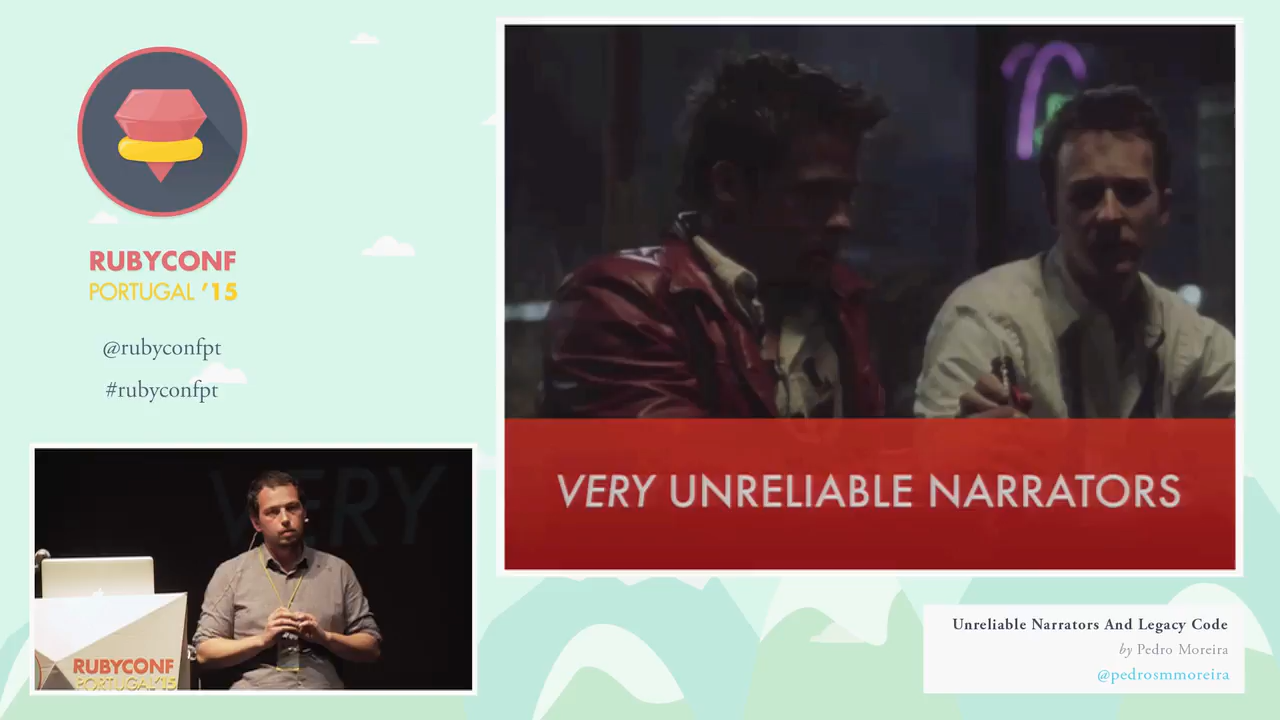 RUBYCONF
PORTUGAL '15
@rubyconfpt
#rubyconfpt
VERY UNRELIABLE NARRATORS
VERY
RUBYCONF
PORTUGAL'15
Unreliable Narrators And Legacy Code
by Pedro Moreira
@pedrosmmoreira